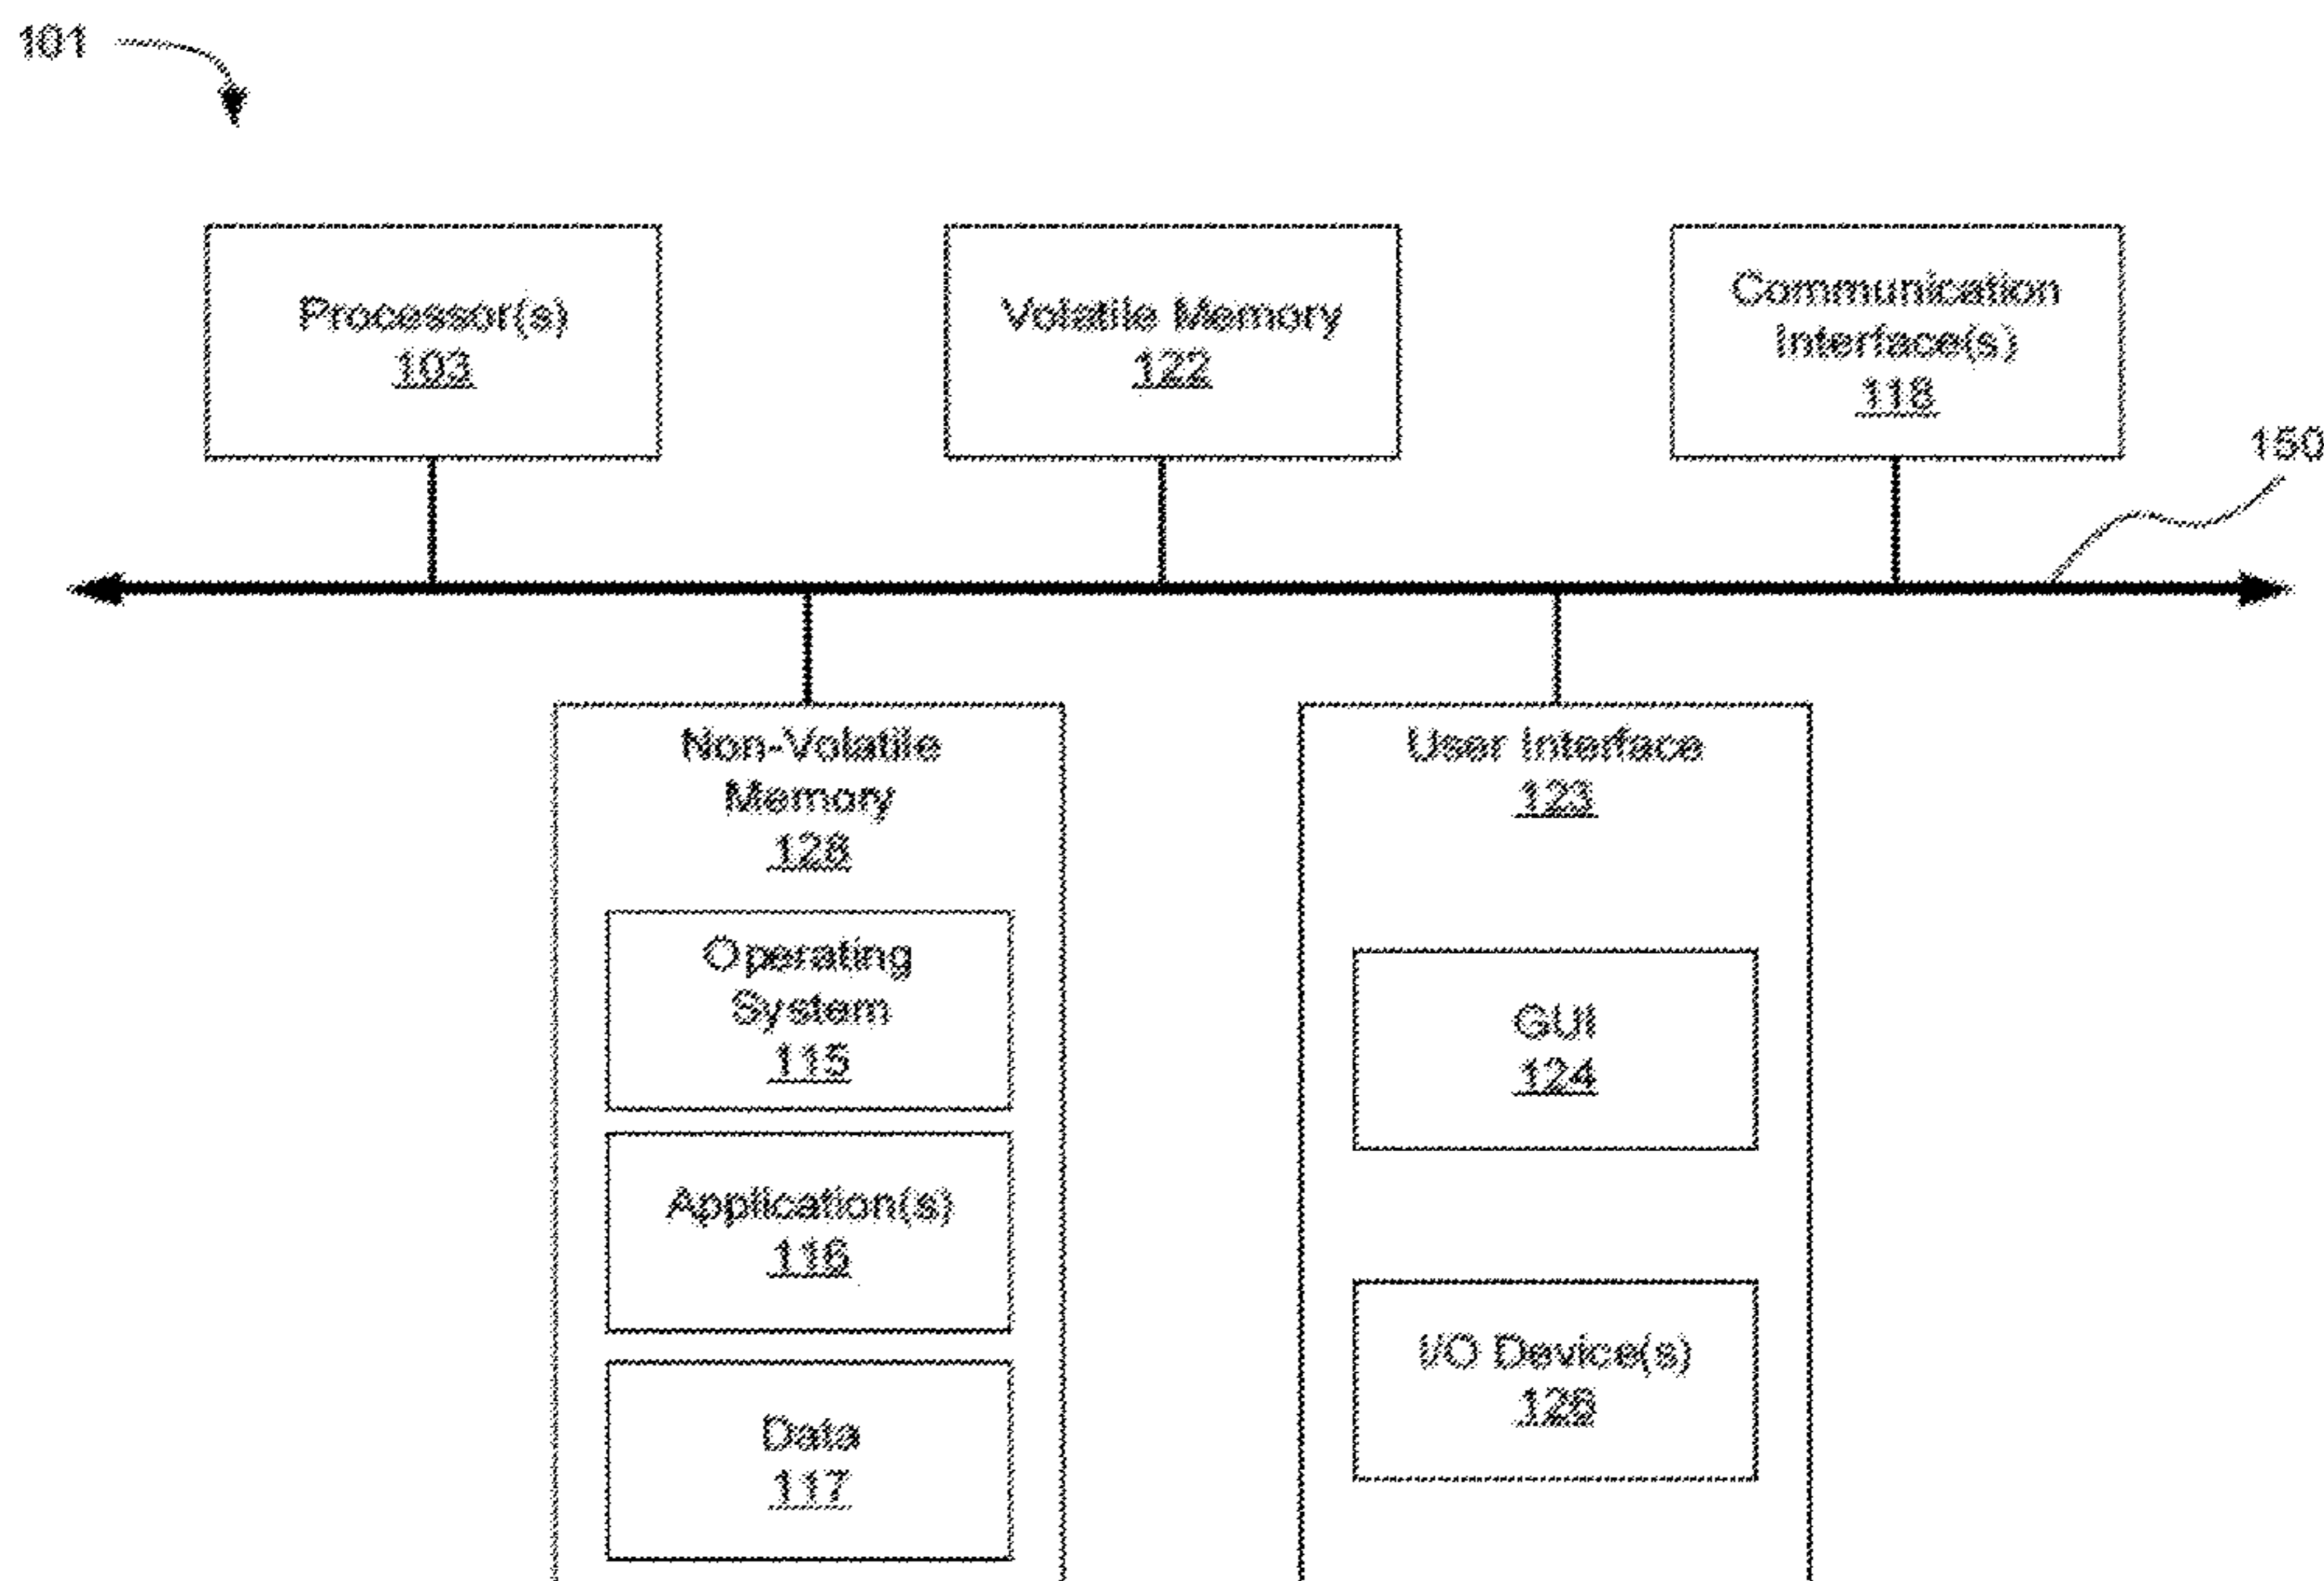 101
Processor(s)
103
Volatile Memory
122
Communication
Interface(s)
118
150
Non-Volatile
Memory
128
Operating
System
115
Application(s)
116
Data
117
User Interface
123
GUI
124
I/O Device(s)
126